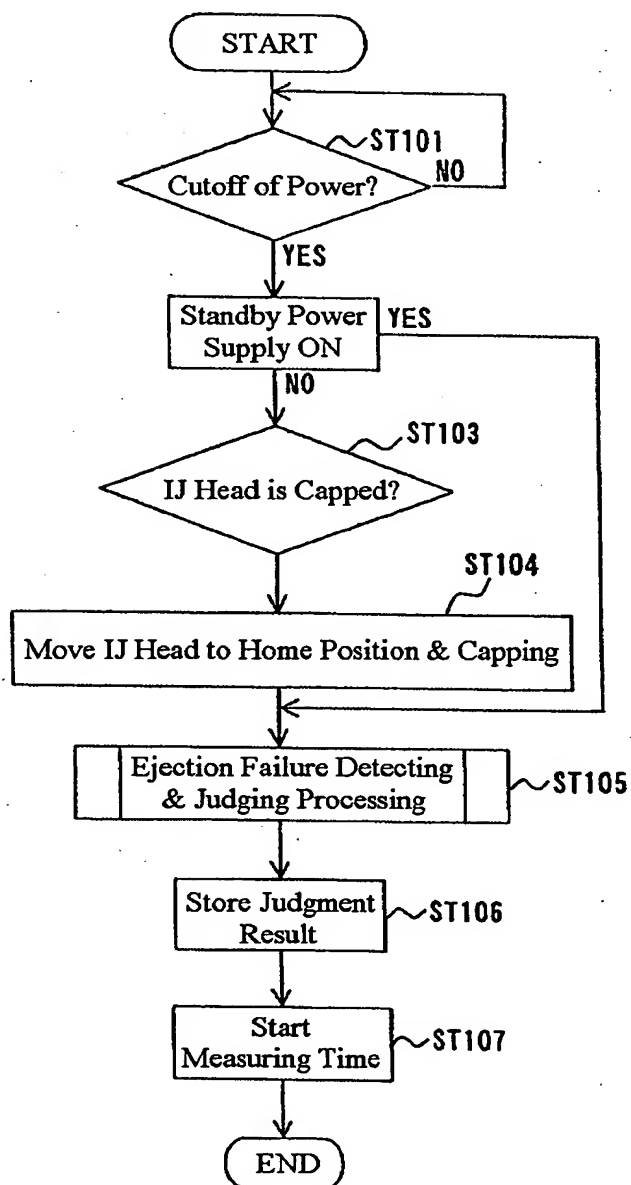 START
ST101
Cutoff of Power?
NO
YES
Standby Power
Supply ON
YES
NO
ST103
IJ Head is Capped?
ST104
Move IJ Head to Home Position & Capping
Ejection Failure Detecting
& Judging Processing
ST105
Store Judgment
Result
ST106
Start
Measuring Time
ST107
END